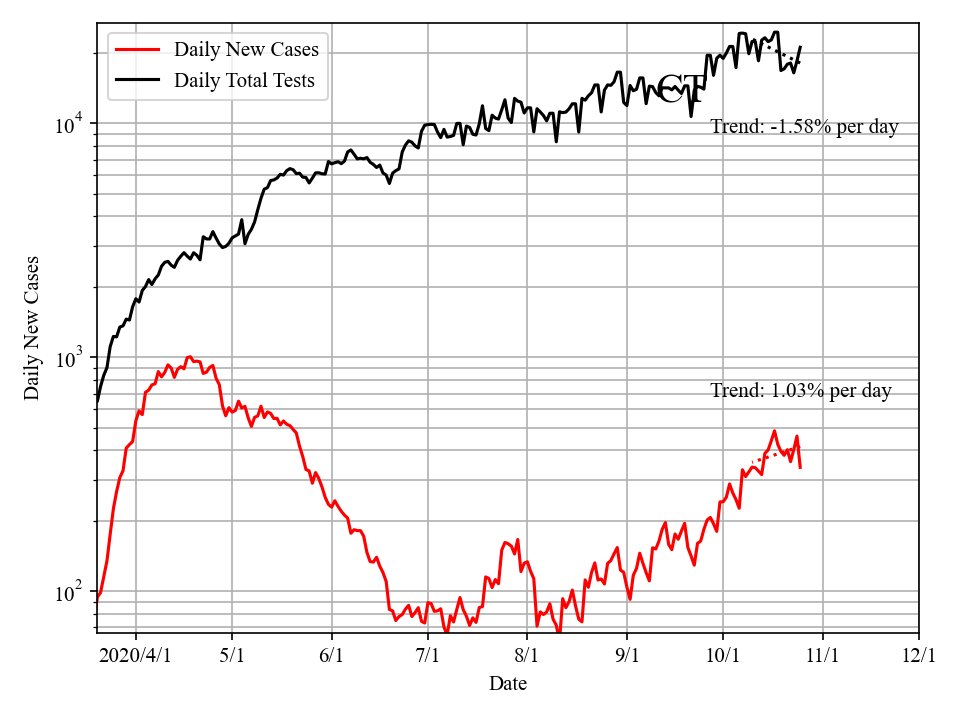 Daily New Cases
Daily Total Tests
CT
Trend: -1.58% per day
Trend: 1.03% per day
Daily New Cases
10^4
10^3
10^2
2020/4/1 5/1 6/1 7/1 8/1 9/1 10/1 11/1 12/1
Date